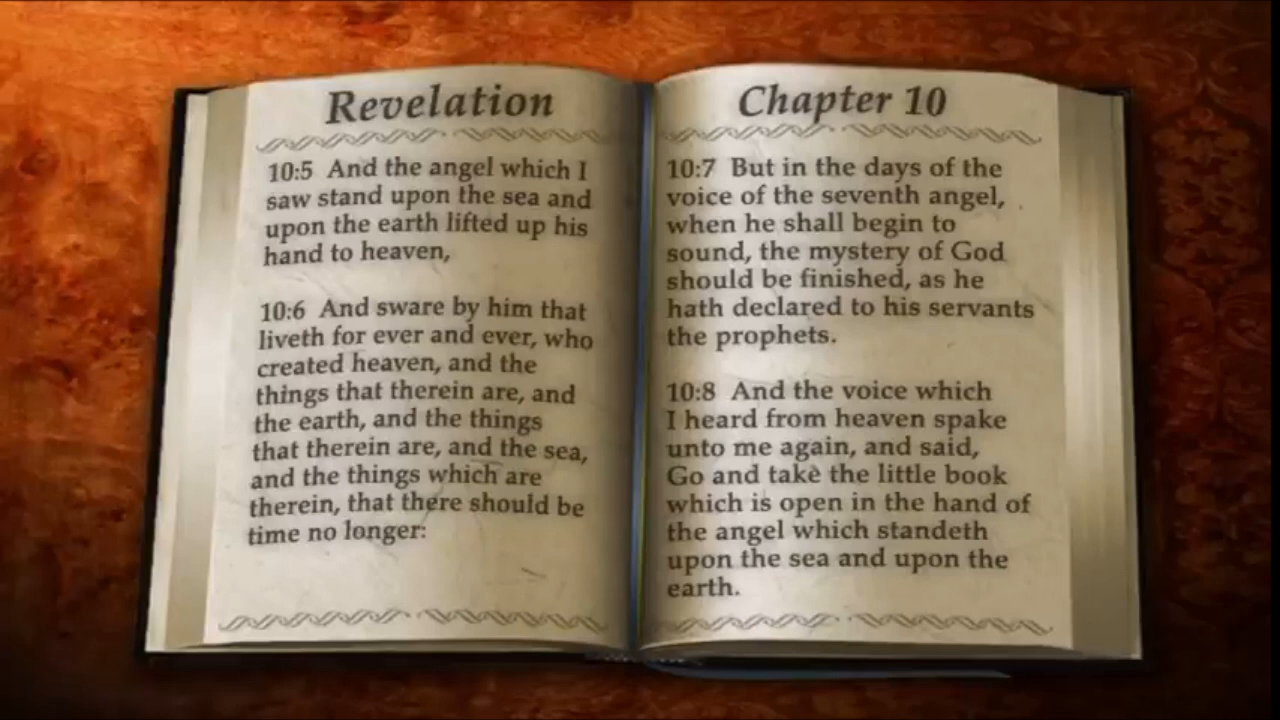 Revelation
10:5 And the angel which I
saw stand upon the sea and
upon the earth lifted up his
hand to heaven,
10:6 And sware by him that
liveth for ever and ever, who
created heaven, and the
things that therein are, and
the earth, and the things
that therein are, and the sea,
and the things which are
therein, that there should be
time no longer:
Chapter 10
10:7 But in the days of the
voice of the seventh angel,
when he shall begin to
sound, the mystery of God
should be finished, as he
hath declared to his servants
the prophets.
10:8 And the voice which
I heard from heaven spake
unto me again, and said,
Go and take the little book
which is open in the hand of
the angel which standeth
upon the sea and upon the
earth.